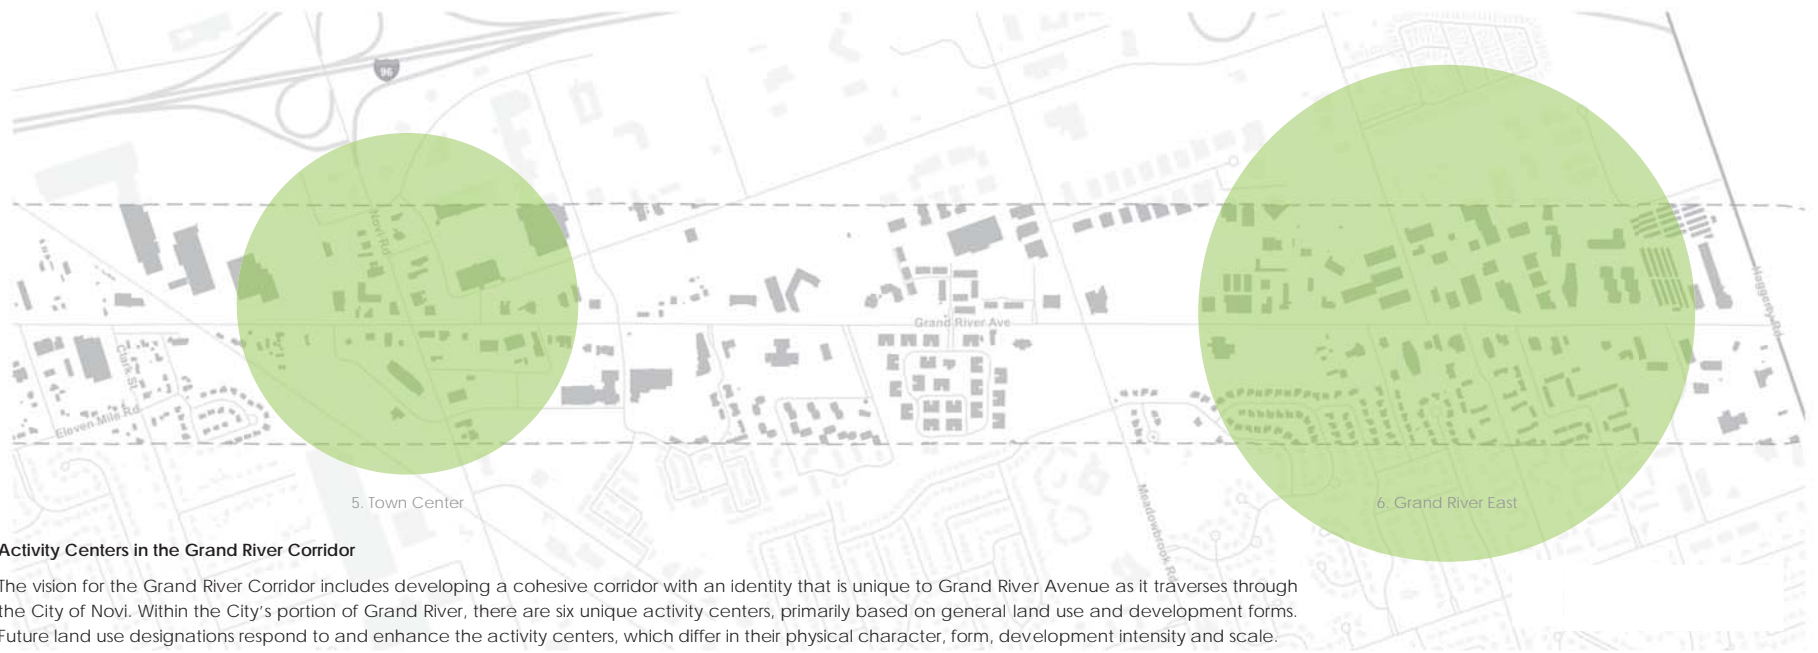 96
Novi Rd
Haggerty Rd
Grand River Ave
Clark St
Eleven Mile Rd
Meadowbrook Rd
5. Town Center
6. Grand River East
Activity Centers in the Grand River Corridor
The vision for the Grand River Corridor includes developing a cohesive corridor with an identity that is unique to Grand River Avenue as it traverses through
the City of Novi. Within the City's portion of Grand River, there are six unique activity centers, primarily based on general land use and development forms.
Future land use designations respond to and enhance the activity centers, which differ in their physical character, form, development intensity and scale.